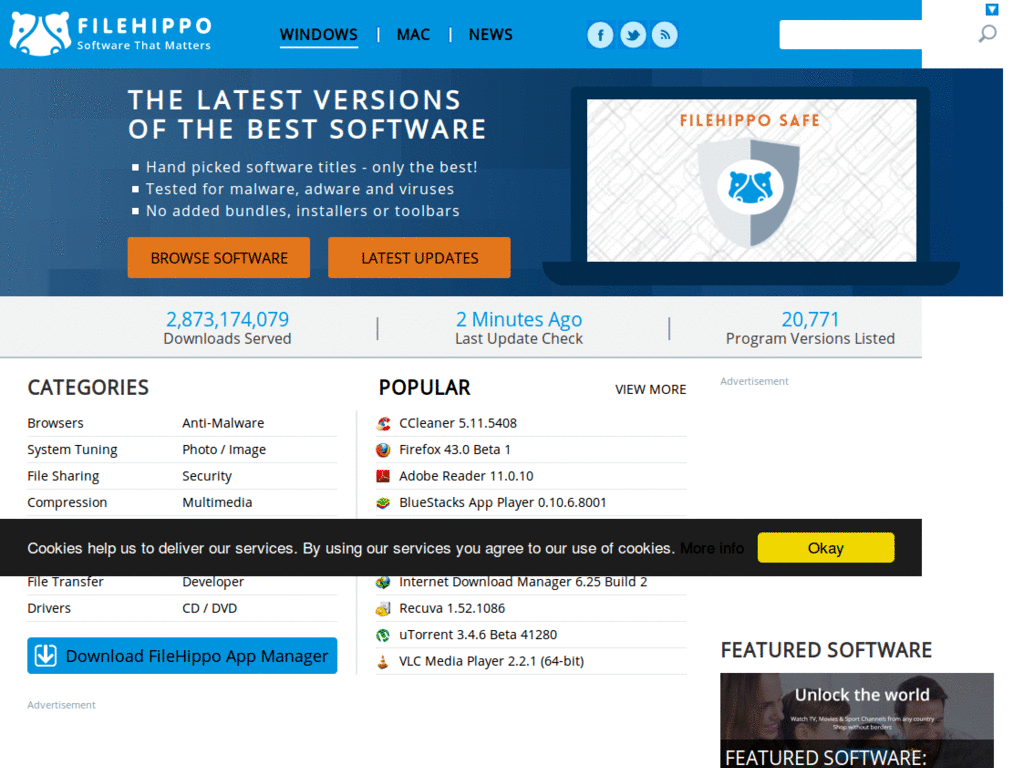 FILEHIPPO
Software That Matters
WINDOWS
MAC
NEWS
THE LATEST VERSIONS
OF THE BEST SOFTWARE
Hand picked software titles - only the best!
Tested for malware, adware and viruses
No added bundles, installers or toolbars
BROWSE SOFTWARE
LATEST UPDATES
FILEHIPPO SAFE
2,873,174,079
Downloads Served
2 Minutes Ago
Last Update Check
20,771
Program Versions Listed
CATEGORIES
Browsers
Anti-Malware
System Tuning
Photo / Image
File Sharing
Security
Compression
Multimedia
POPULAR
VIEW MORE
CCleaner 5.11.5408
Firefox 43.0 Beta 1
Adobe Reader 11.0.10
BlueStacks App Player 0.10.6.8001
Advertisement
Cookies help us to deliver our services. By using our services you agree to our use of cookies. More info
Okay
File Transfer
Developer
Drivers
CD / DVD
Internet Download Manager 6.25 Build 2
Recuva 1.52.1086
uTorrent 3.4.6 Beta 41280
VLC Media Player 2.2.1 (64-bit)
Download FileHippo App Manager
Advertisement
FEATURED SOFTWARE
Unlock the world
Watch TV, Movies & Sport Channels from any country
Shop without borders
FEATURED SOFTWARE: